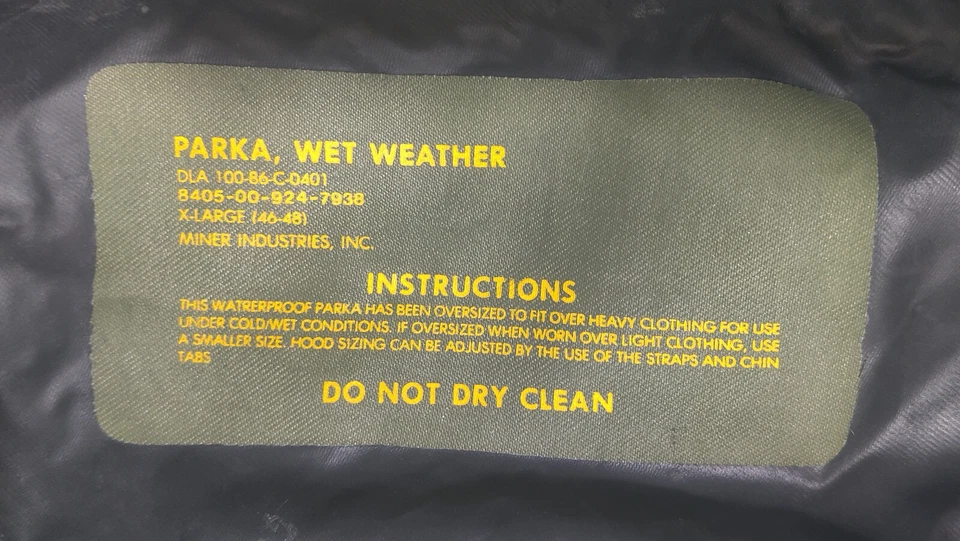 PARKA, WET WEATHER
DLA 100-86-C-0401
8405-00-924-7938
X-LARGE (46-48)
MINER INDUSTRIES, INC.
INSTRUCTIONS
THIS WATRERPROOF PARKA HAS BEEN OVERSIZED TO FIT OVER HEAVY CLOTHING FOR USE
UNDER COLD/WET CONDITIONS. IF OVERSIZED WHEN WORN OVER LIGHT CLOTHING, USE
A SMALLER SIZE. HOOD SIZING CAN BE ADJUSTED BY THE USE OF THE STRAPS AND CHIN
TABS
DO NOT DRY CLEAN